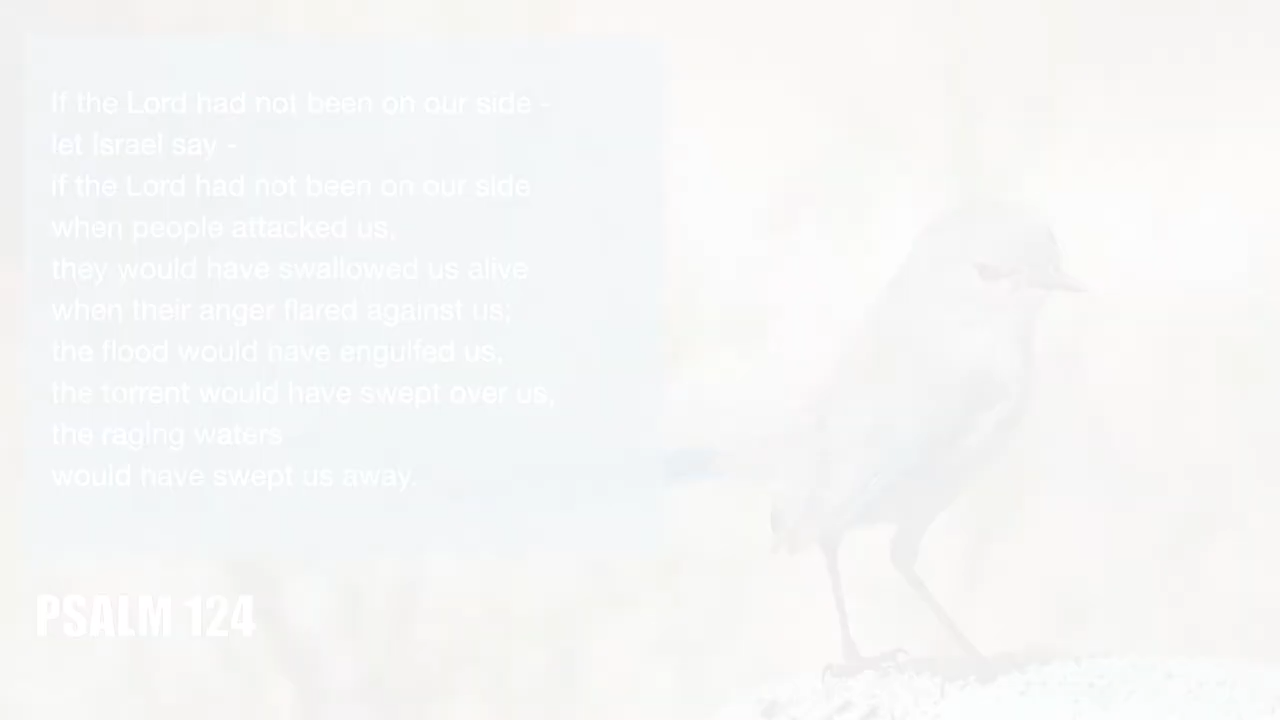 If the Lord had not been on our side -
let Israel say -
if the Lord had not been on our side
when people attacked us,
they would have swallowed us alive
when their anger flared against us;
the flood would have engulfed us,
the torrent would have swept over us,
the raging waters
would have swept us away.
PSALM 124